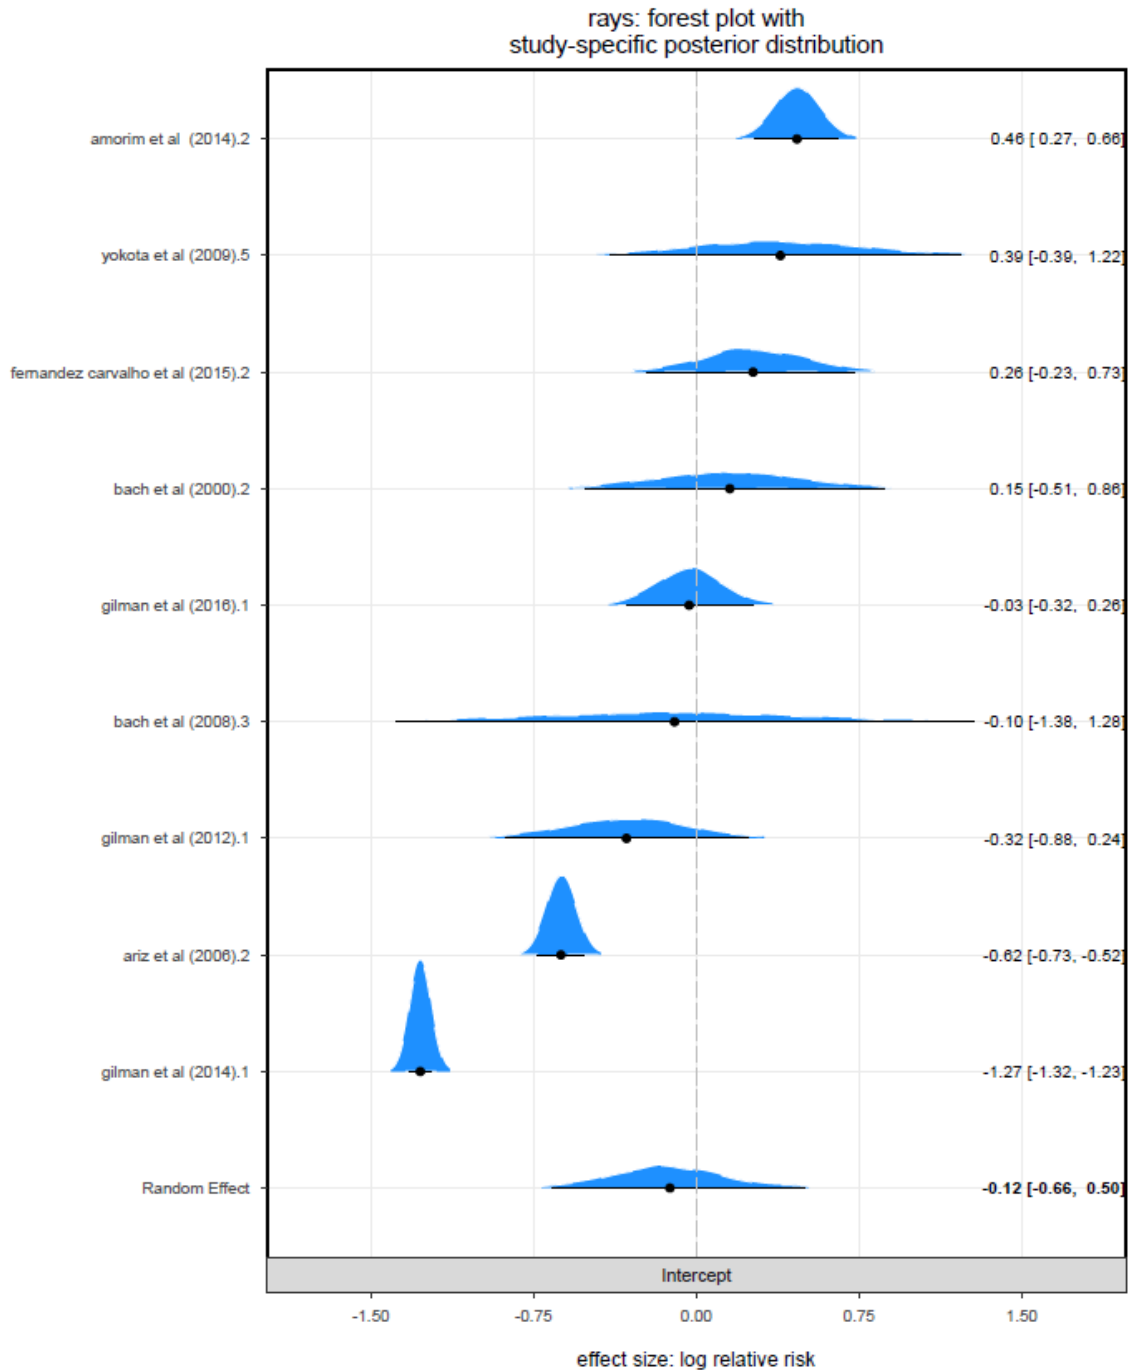 rays: forest plot with
study-specific posterior distribution
amorim et al  (2014).2
0.46 [ 0.27,  0.66]
yokota et al (2009).5
0.39 [-0.39,  1.22]
fernandez carvalho et al (2015).2
0.26 [-0.23,  0.73]
bach et al (2000).2
0.15 [-0.51,  0.86]
gilman et al (2016).1
-0.03 [-0.32,  0.26]
bach et al (2008).3
-0.10 [-1.38,  1.28]
gilman et al (2012).1
-0.32 [-0.88,  0.24]
ariz et al (2006).2
-0.62 [-0.73, -0.52]
gilman et al (2014).1
-1.27 [-1.32, -1.23]
Random Effect
-0.12 [-0.66,  0.50]
Intercept
-1.50 -0.75 0.00 0.75 1.50
effect size: log relative risk